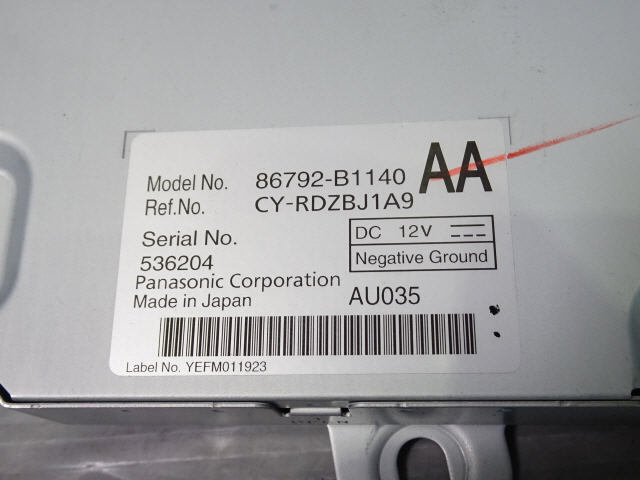 Model No. 86792-B1140 AA
Ref.No. CY-RDZBJ1A9
Serial No. DC 12V
536204 Negative Ground
Panasonic Corporation
Made in Japan AU035
Label No. YEFM011923